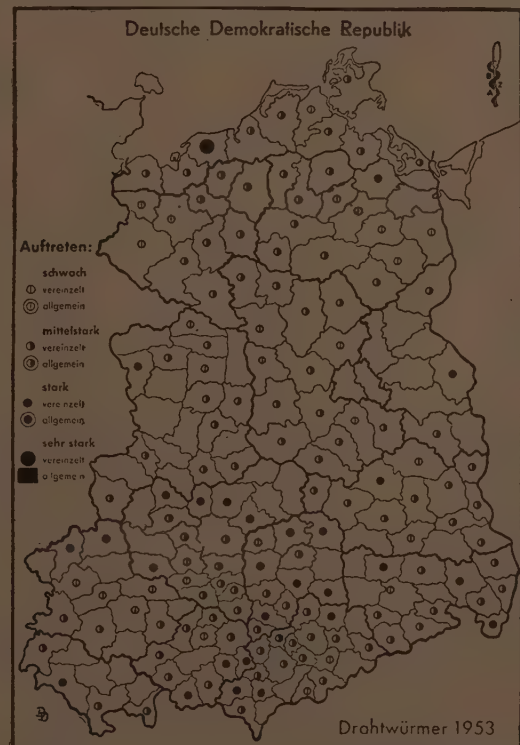 Deutsche Demokratische Republik
Auftreten:
schwach
vereinzelt
allgemein
mittelstark
vereinzelt
allgemein
stark
vereinzelt
allgemein
sehr stark
vereinzelt
allgemein
Drahtwürmer 1953